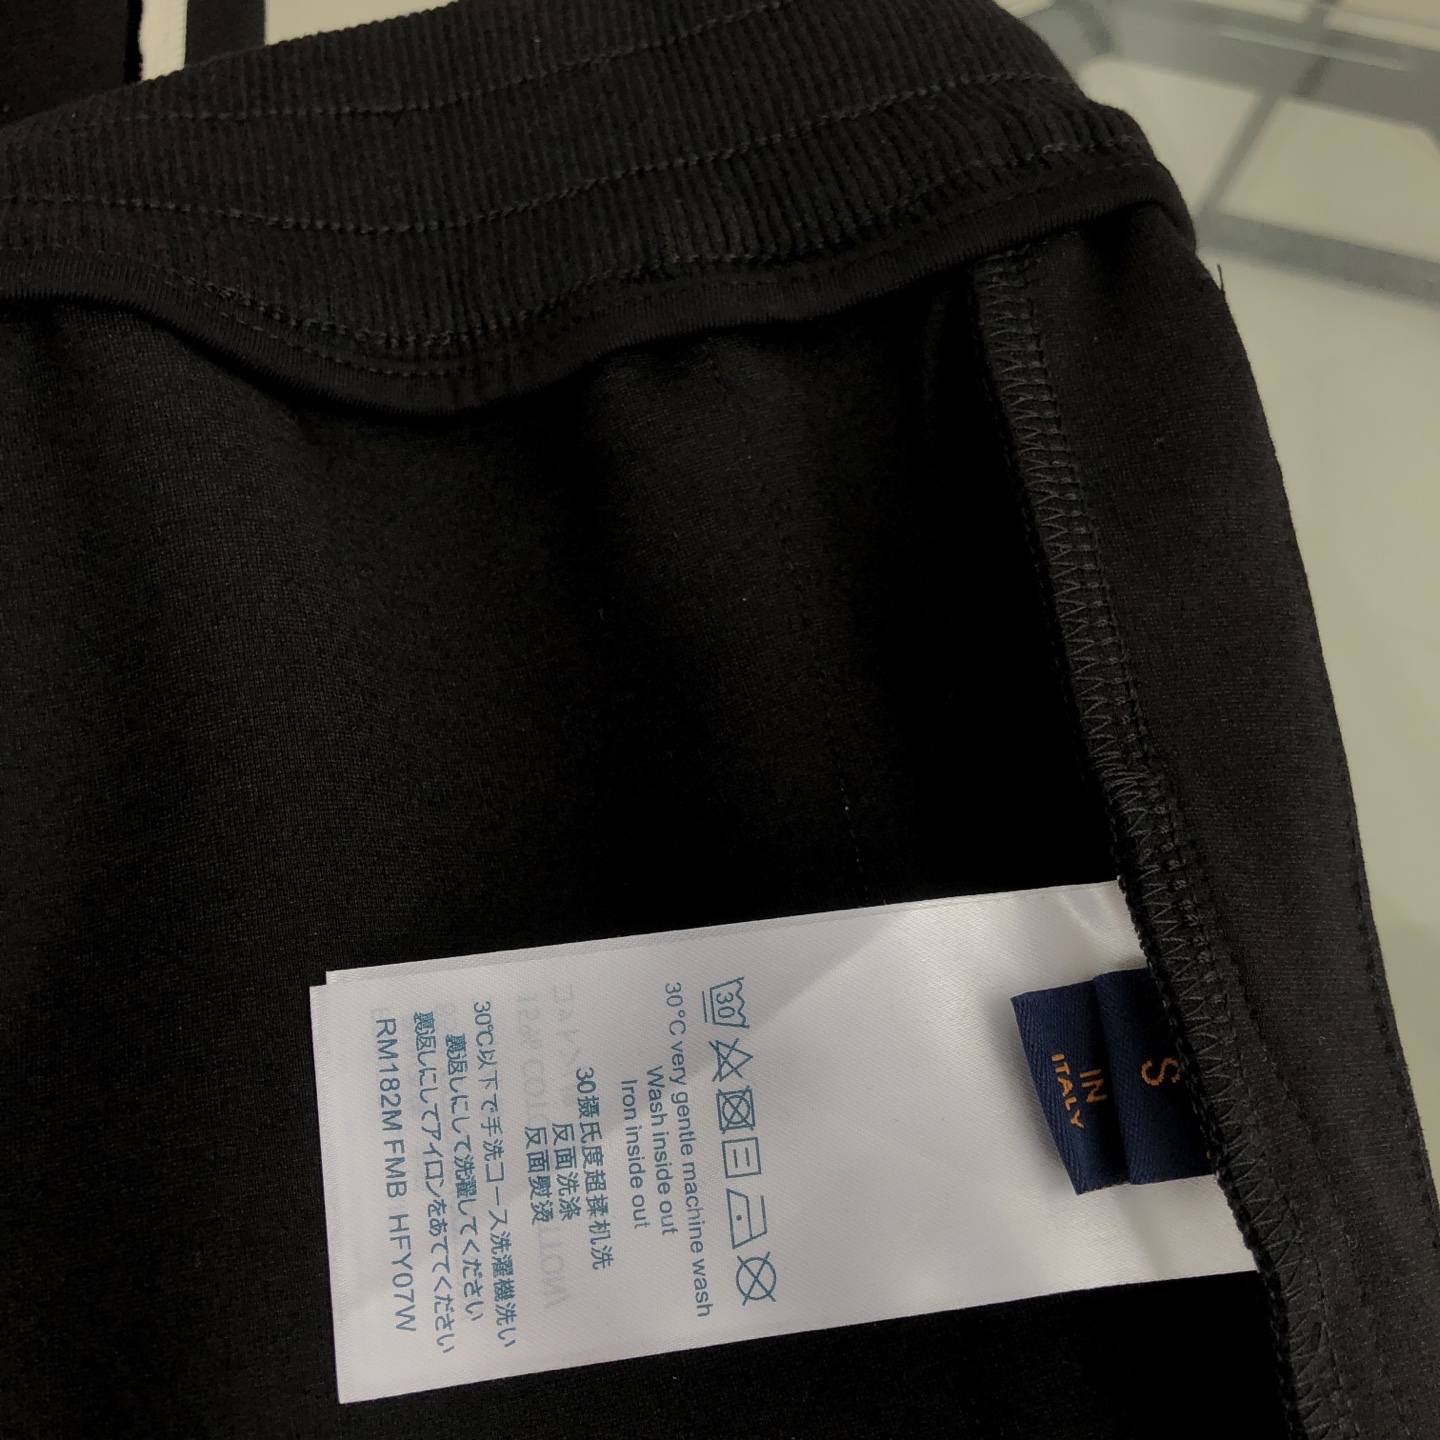 30
30°C very gentle machine wash
Wash inside out
Iron inside out
30摄氏度超揉机洗
反面洗涤
反面熨烫
30℃以下で手洗コース洗濯機洗い
裏返しにして洗濯してください
裏返しにしてアイロンをあててください
RM182M FMB HFY07W
S
IN
ITALY